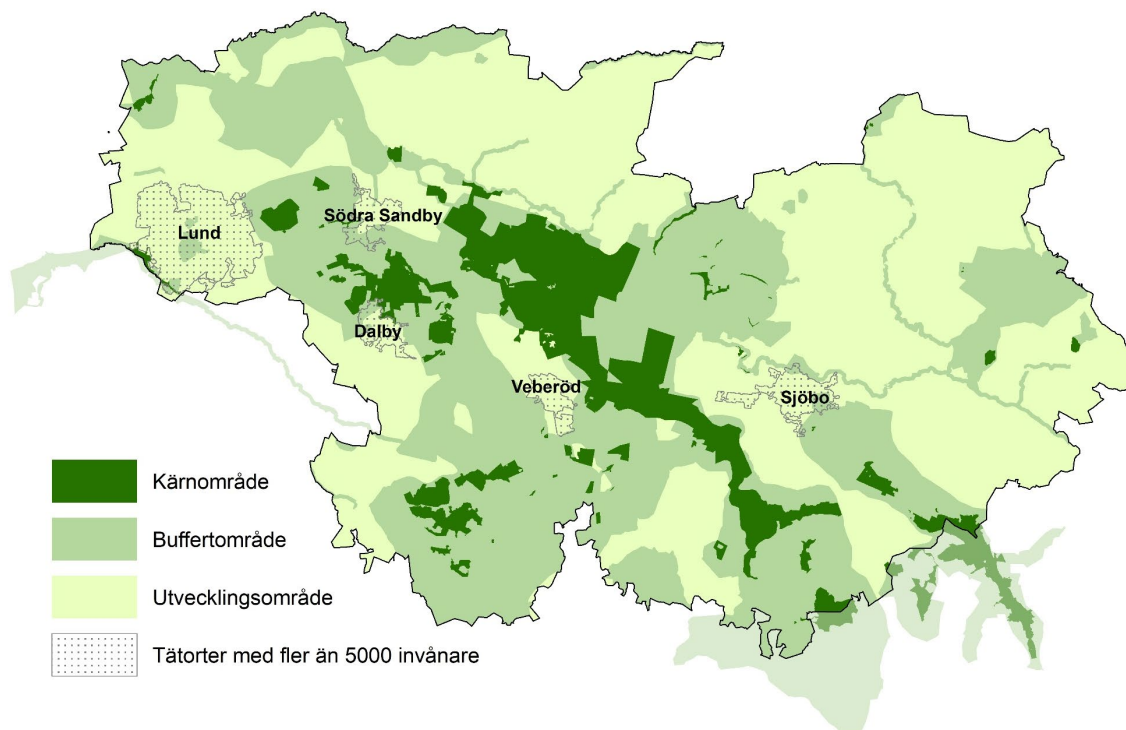 Södra Sandby
Lund
Dalby
Veberöd
Sjöbo
Kärnområde
Buffertområde
Utvecklingsområde
Tätorter med fler än 5000 invånare